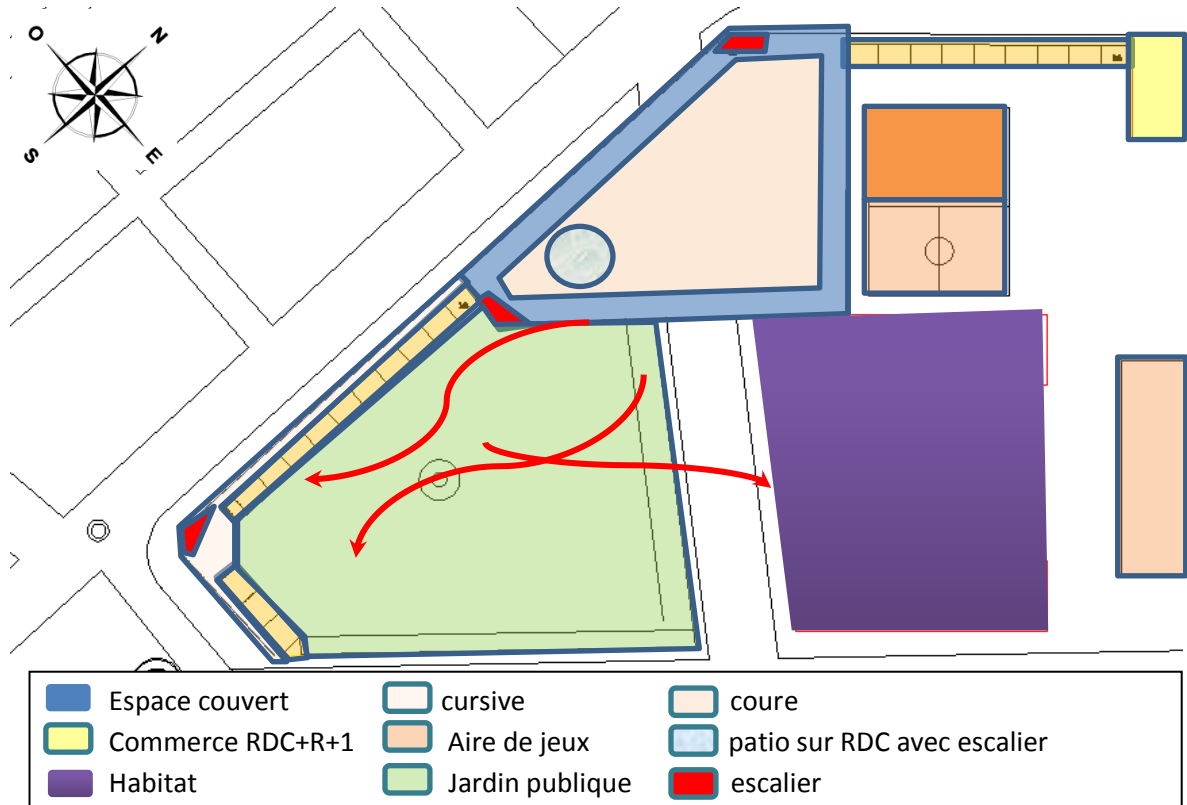 O N
S E
Espace couvert
cursive
coure
Commerce RDC+R+1
Aire de jeux
patio sur RDC avec escalier
Habitat
Jardin publique
escalier